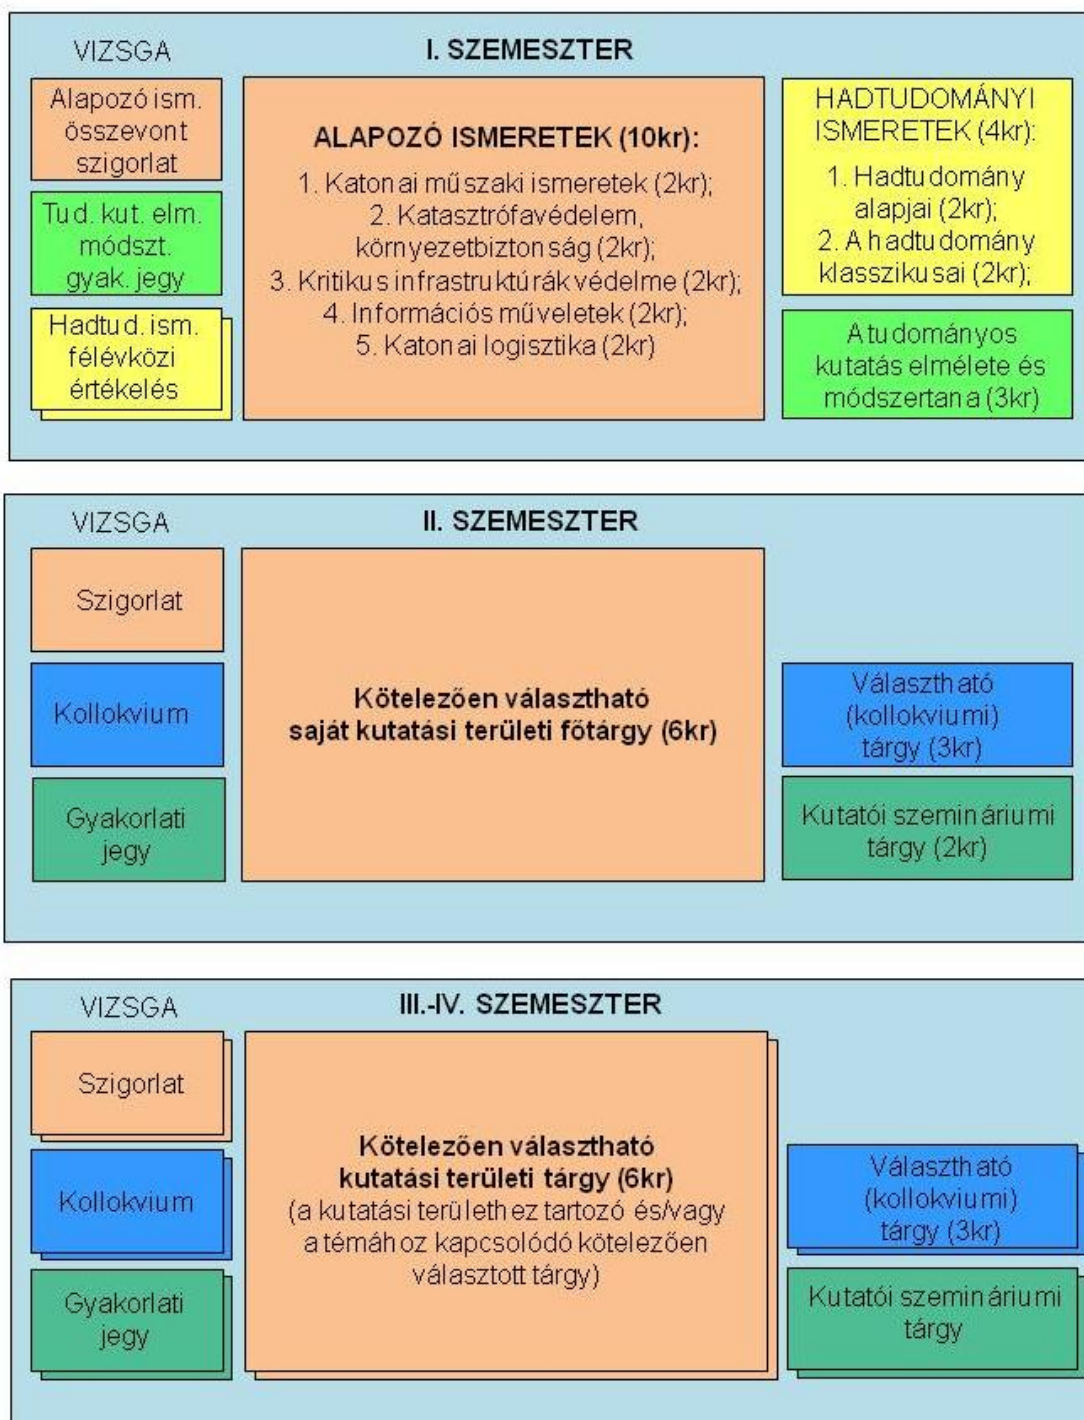 VIZSGA
I. SZEMESZTER
Alapozó ism.
összevont
szigorlat
Tud. kut. elm.
módszt.
gyak. jegy
Hadtud. ism.
félévközi
értékelés
ALAPOZÓ ISMERETEK (10kr):
1. Katonai műszaki ismeretek (2kr);
2. Katasztrófavédelem,
környezetbiztonság (2kr);
3. Kritikus infrastruktúrák védelme (2kr);
4. Információs műveletek (2kr);
5. Katonai logisztika (2kr)
HADTUDOMÁNYI
ISMERETEK (4kr):
1. Hadtudomány
alapjai (2kr);
2. A hadtudomány
klasszikusai (2kr);
A tudományos
kutatás elmélete és
módszertana (3kr)
VIZSGA
II. SZEMESZTER
Szigorlat
Kollokvium
Gyakorlati
jegy
Kötelezően választható
saját kutatási területi főtárgy (6kr)
Választható
(kollokviumi)
tárgy (3kr)
Kutatói szemináriumi
tárgy (2kr)
VIZSGA
III.-IV. SZEMESZTER
Szigorlat
Kollokvium
Gyakorlati
jegy
Kötelezően választható
kutatási területi tárgy (6kr)
(a kutatási területhez tartozó és/vagy
a témához kapcsolódó kötelezően
választott tárgy)
Választható
(kollokviumi)
tárgy (3kr)
Kutatói szemináriumi
tárgy